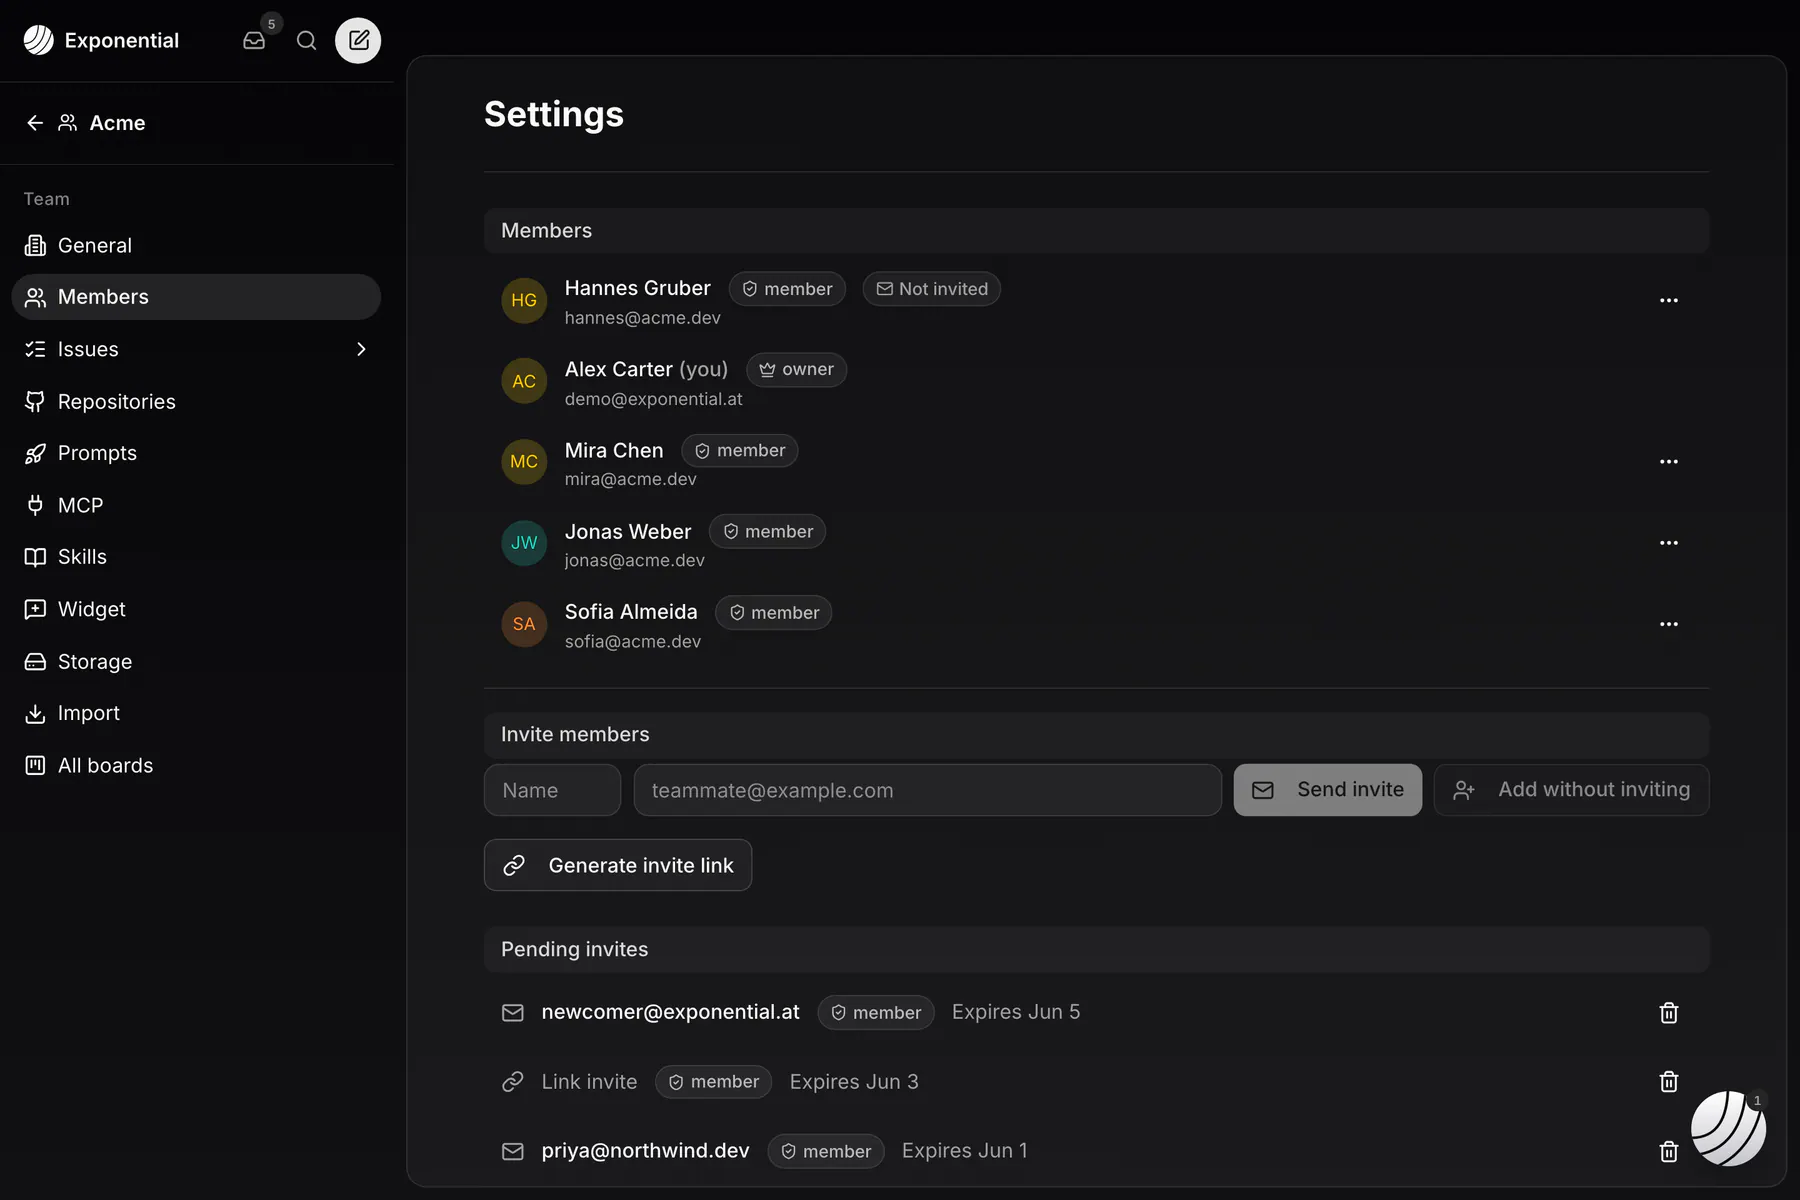 Exponential
5
Acme
Team
General
Members
Issues
Repositories
Prompts
MCP
Skills
Widget
Storage
Import
All boards
Settings
Members
HG
Hannes Gruber
member
Not invited
hannes@acme.dev
AC
Alex Carter (you)
owner
demo@exponential.at
MC
Mira Chen
member
mira@acme.dev
JW
Jonas Weber
member
jonas@acme.dev
SA
Sofia Almeida
member
sofia@acme.dev
Invite members
Name
teammate@example.com
Send invite
Add without inviting
Generate invite link
Pending invites
newcomer@exponential.at
member
Expires Jun 5
Link invite
member
Expires Jun 3
priya@northwind.dev
member
Expires Jun 1
1